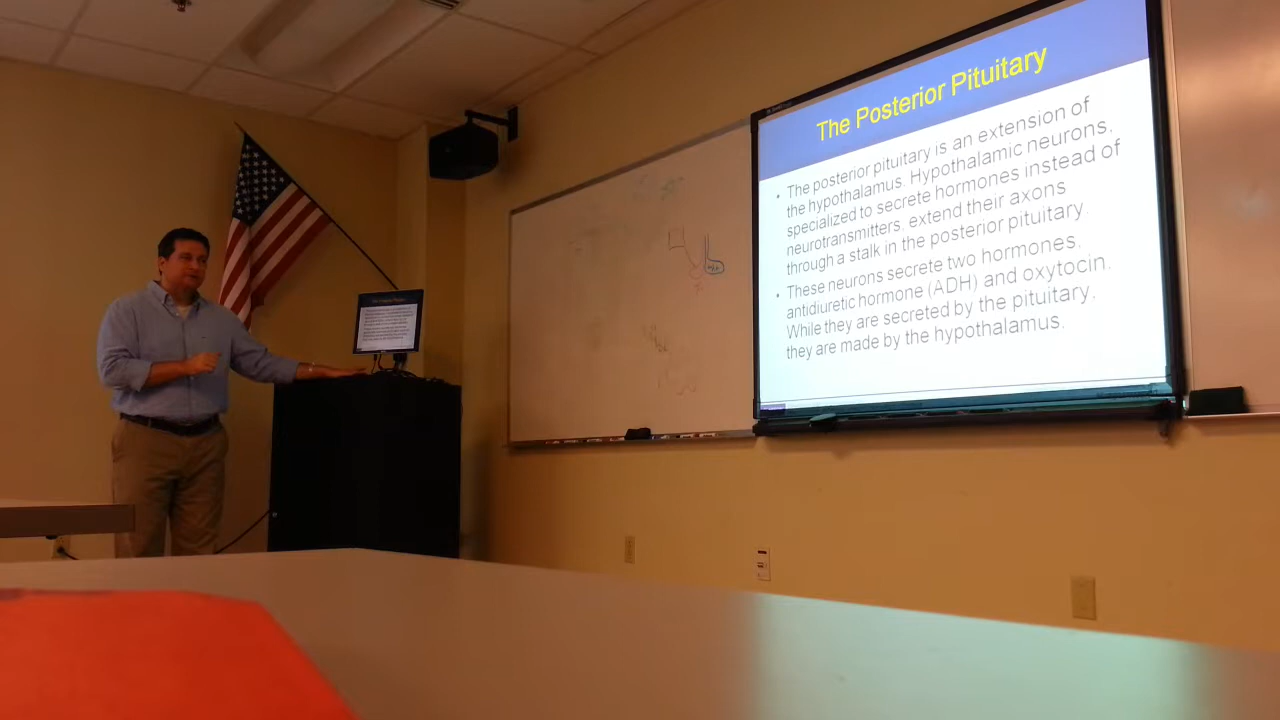 The Posterior Pituitary
• The posterior pituitary is an extension of
the hypothalamus. Hypothalamic neurons,
specialized to secrete hormones instead of
neurotransmitters, extend their axons
through a stalk in the posterior pituitary.
• These neurons secrete two hormones,
antidiuretic hormone (ADH) and oxytocin.
While they are secreted by the pituitary,
they are made by the hypothalamus.